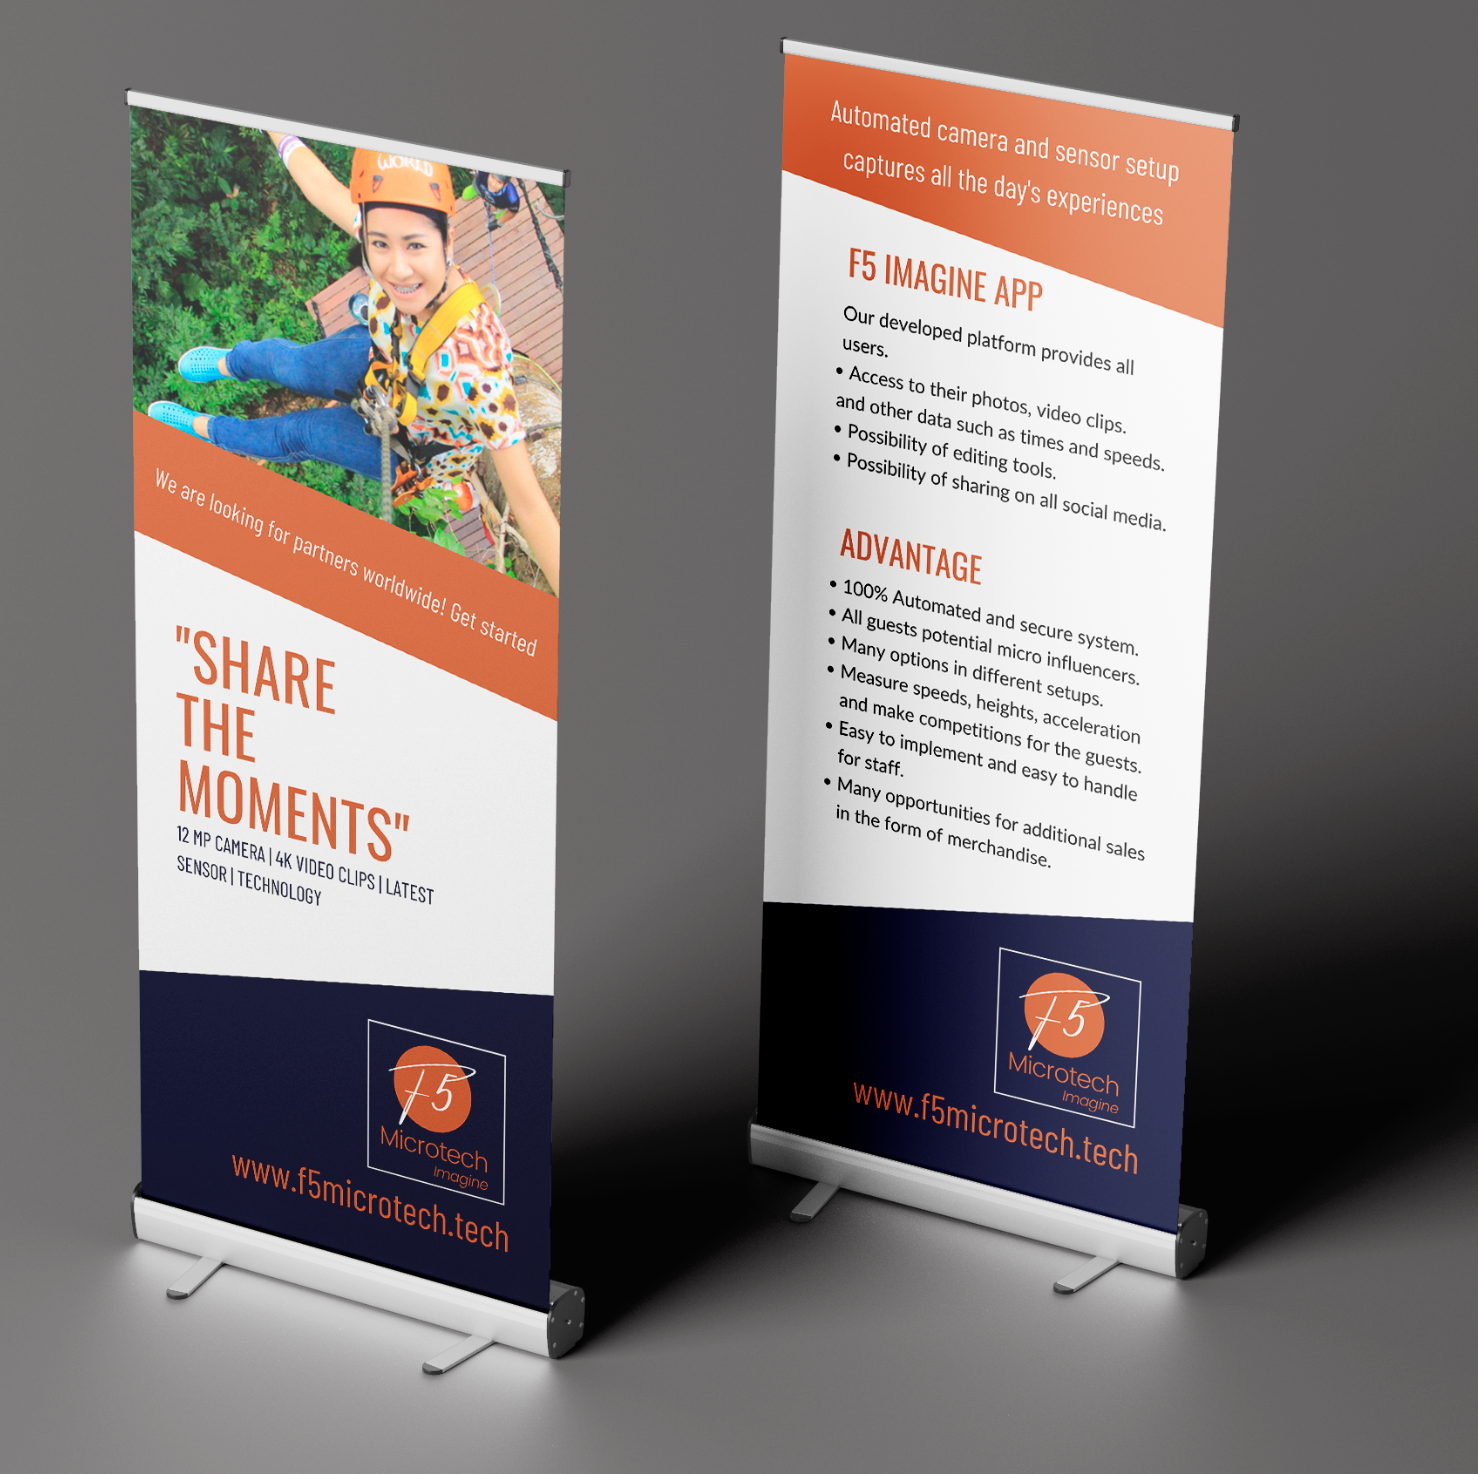 WORLD
We are looking for partners worldwide! Get started
"SHARE
THE
MOMENTS"
12 MP CAMERA | 4K VIDEO CLIPS | LATEST
SENSOR | TECHNOLOGY
F5
Microtech
Imagine
www.f5microtech.tech
Automated camera and sensor setup
captures all the day's experiences
F5 IMAGINE APP
Our developed platform provides all
users.
• Access to their photos, video clips.
and other data such as times and speeds.
• Possibility of editing tools.
• Possibility of sharing on all social media.
ADVANTAGE
• 100% Automated and secure system.
• All guests potential micro influencers.
• Many options in different setups.
• Measure speeds, heights, acceleration
and make competitions for the guests.
• Easy to implement and easy to handle
for staff.
• Many opportunities for additional sales
in the form of merchandise.
F5
Microtech
Imagine
www.f5microtech.tech